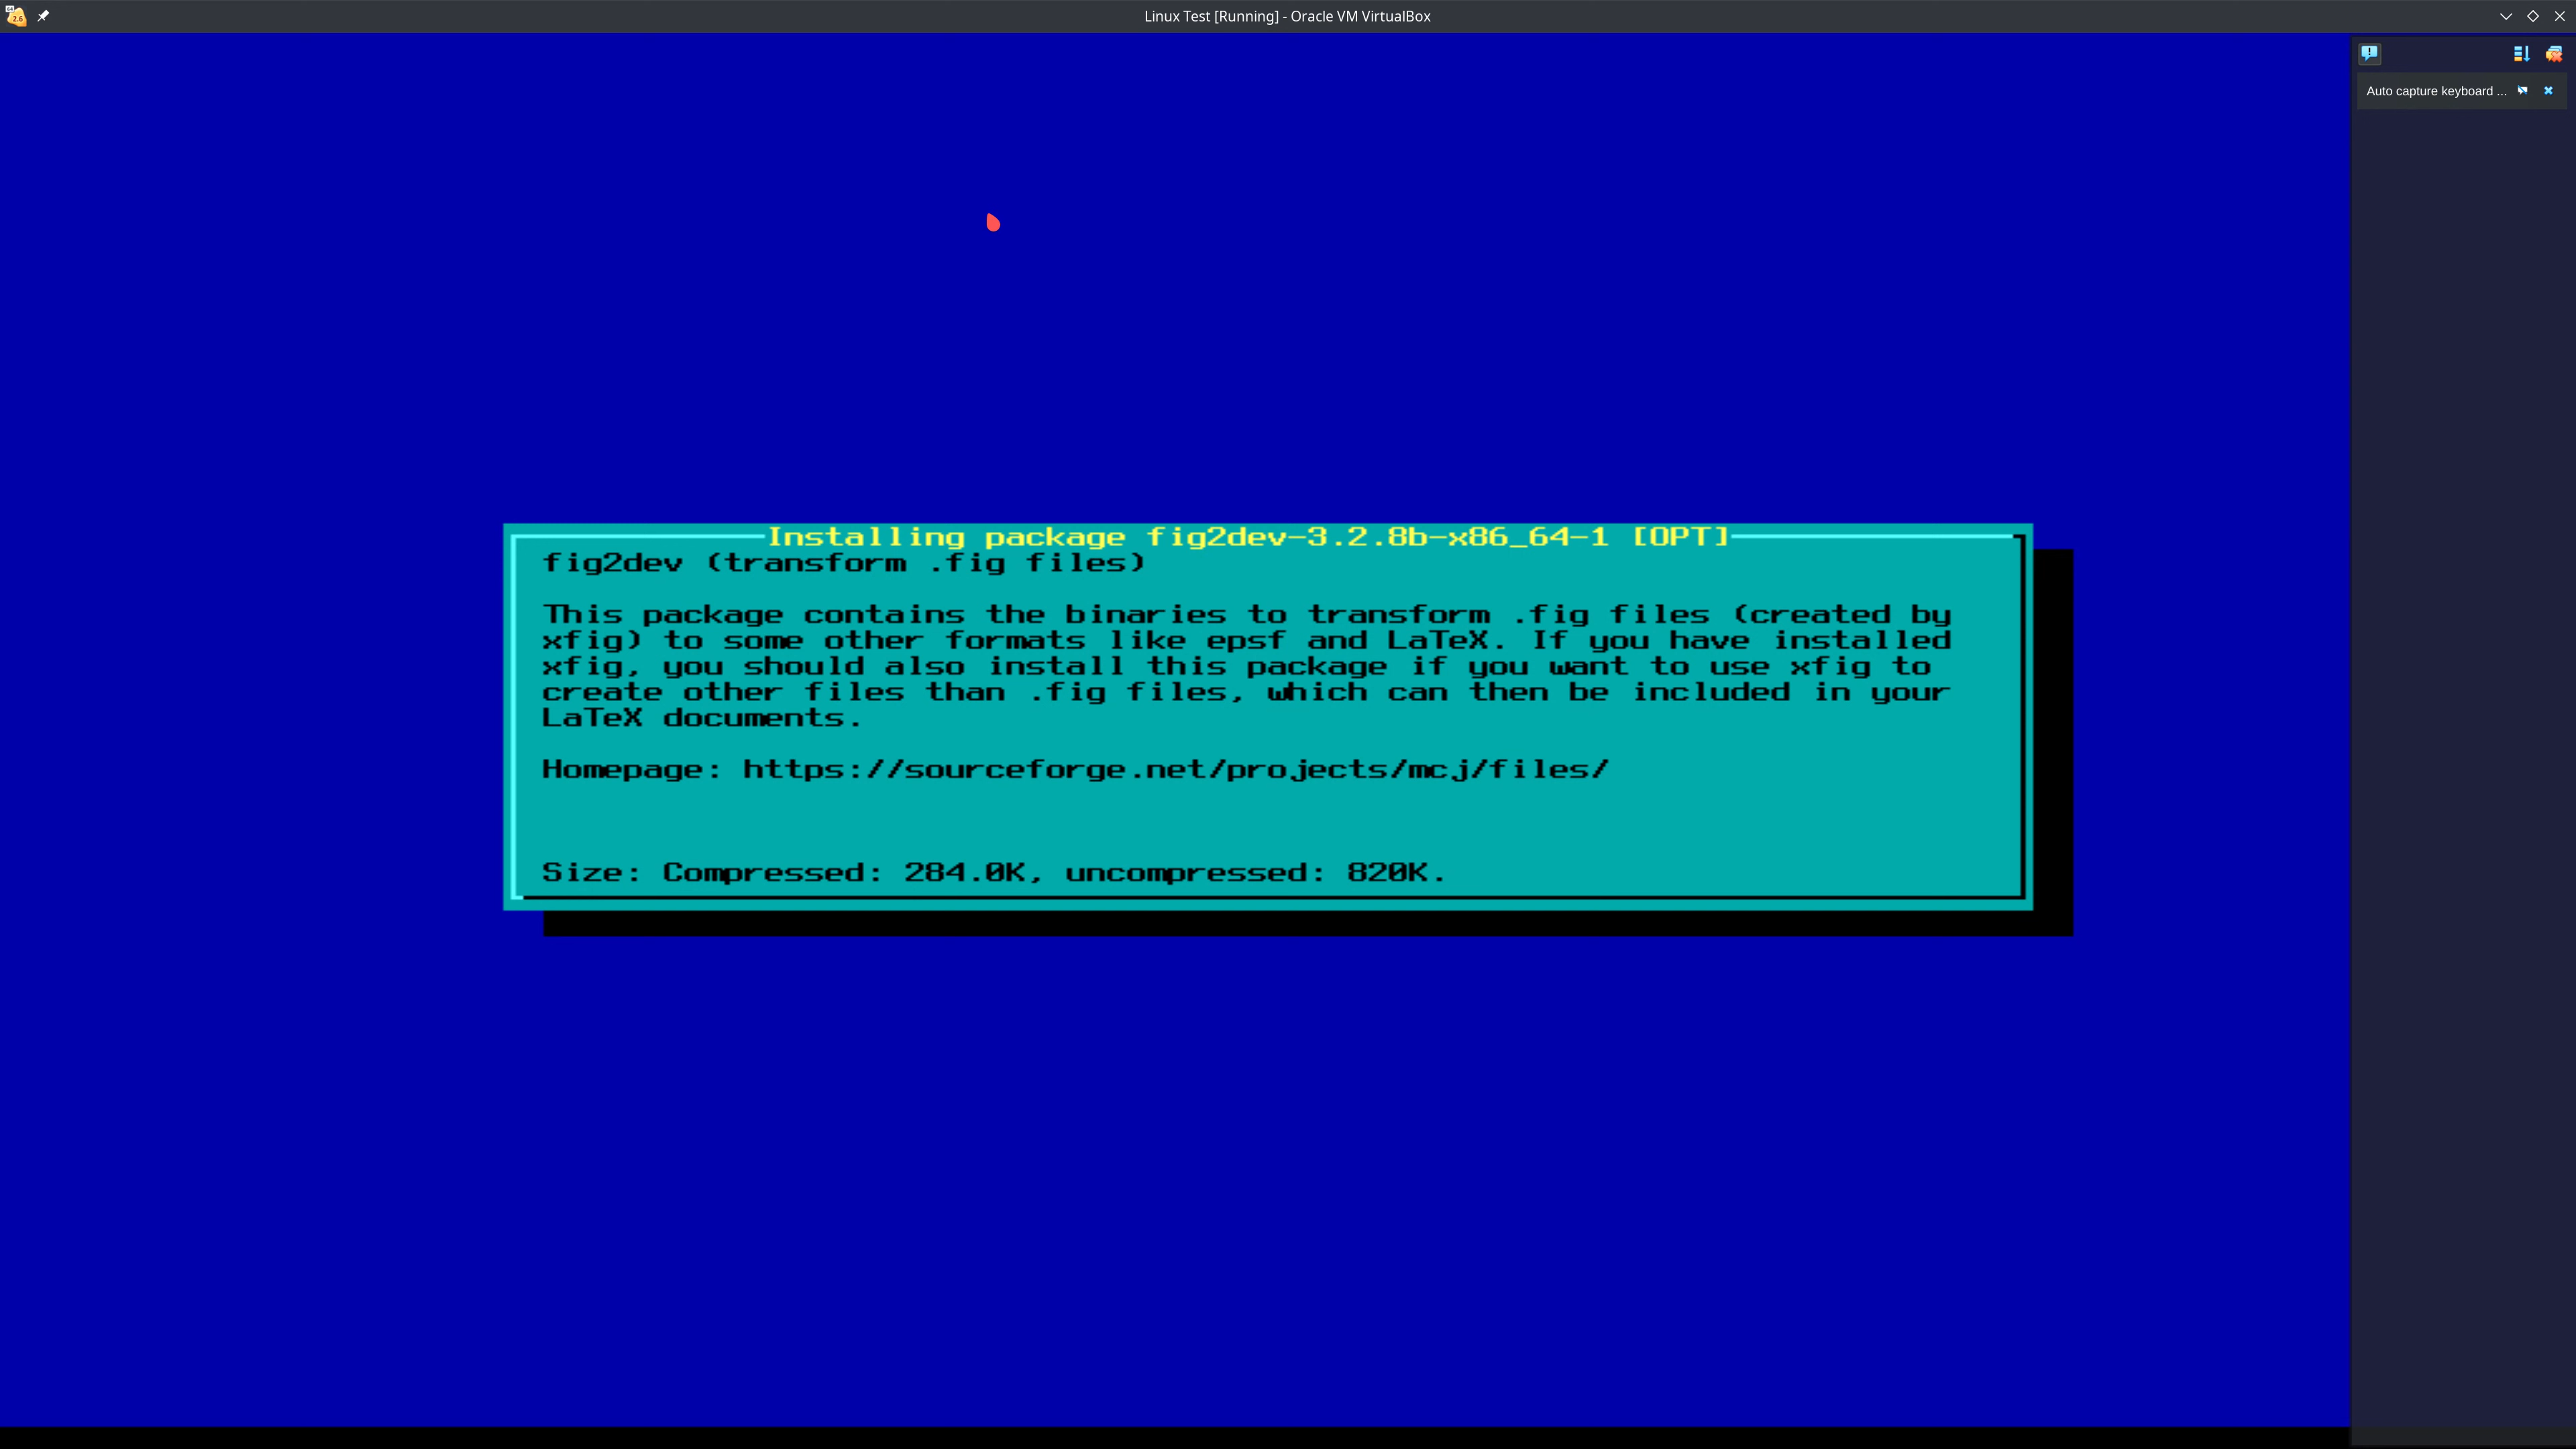 Linux Test [Running] - Oracle VM VirtualBox
64
2.6
Auto capture keyboard ...
Installing package fig2dev-3.2.8b-x86_64-1 [OPT]
fig2dev (transform .fig files)
This package contains the binaries to transform .fig files (created by
xfig) to some other formats like epsf and LaTeX. If you have installed
xfig, you should also install this package if you want to use xfig to
create other files than .fig files, which can then be included in your
LaTeX documents.
Homepage: https://sourceforge.net/projects/mcj/files/
Size: Compressed: 284.0K, uncompressed: 820K.